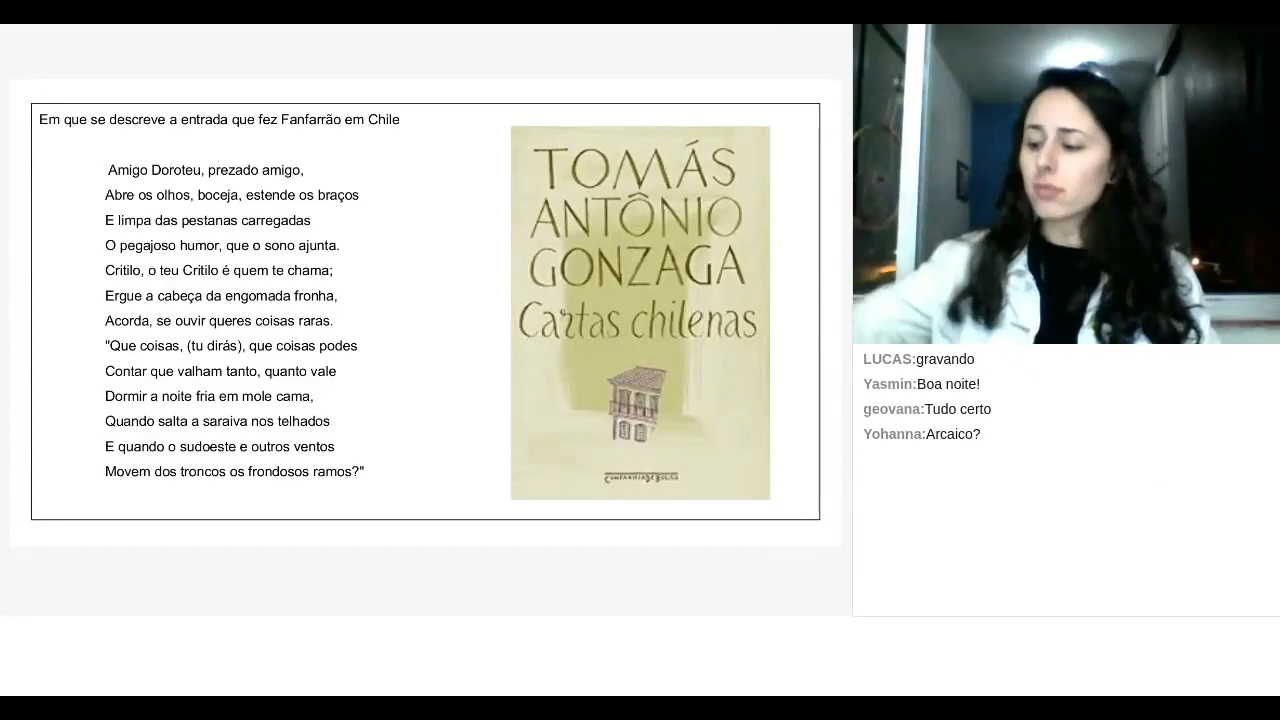 Em que se descreve a entrada que fez Fanfarrão em Chile
Amigo Doroteu, prezado amigo,
Abre os olhos, boceja, estende os braços
E limpa das pestanas carregadas
O pegajoso humor, que o sono ajunta.
Critilo, o teu Critilo é quem te chama;
Ergue a cabeça da engomada fronha,
Acorda, se ouvir queres coisas raras.
"Que coisas, (tu dirás), que coisas podes
Contar que valham tanto, quanto vale
Dormir a noite fria em mole cama,
Quando salta a saraiva nos telhados
E quando o sudoeste e outros ventos
Movem dos troncos os frondosos ramos?"
TOMÁS
ANTÔNIO
GONZAGA
Cartas chilenas
COMPANHIA DE BOLSO
LUCAS:gravando
Yasmin:Boa noite!
geovana:Tudo certo
Yohanna:Arcaico?